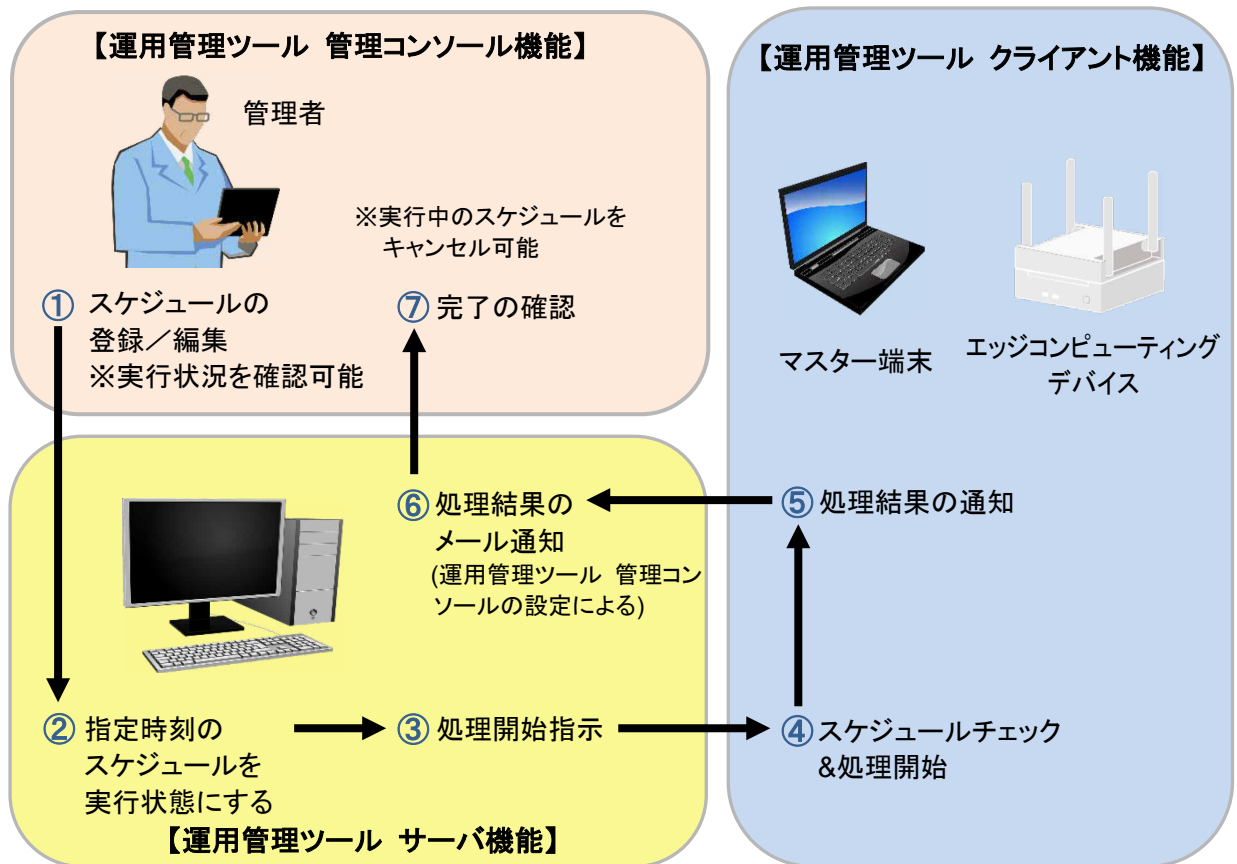 【運用管理ツール 管理コンソール機能】
管理者
※実行中のスケジュールを
キャンセル可能
① スケジュールの
登録／編集
※実行状況を確認可能
⑦ 完了の確認
【運用管理ツール クライアント機能】
マスター端末
エッジコンピューティング
デバイス
⑥ 処理結果の
メール通知
(運用管理ツール 管理コン
ソールの設定による)
⑤ 処理結果の通知
② 指定時刻の
スケジュールを
実行状態にする
③ 処理開始指示
④ スケジュールチェック
&処理開始
【運用管理ツール サーバ機能】